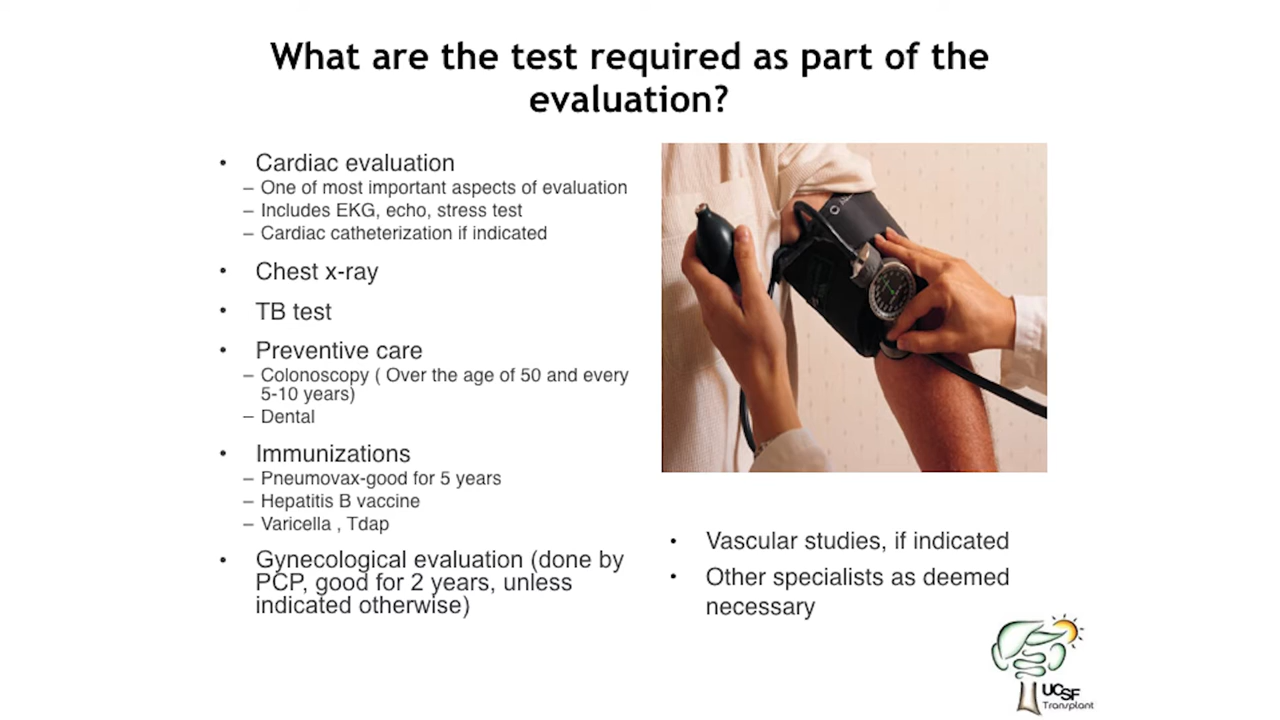 What are the test required as part of the
evaluation?
• Cardiac evaluation
– One of most important aspects of evaluation
– Includes EKG, echo, stress test
– Cardiac catheterization if indicated
• Chest x-ray
• TB test
• Preventive care
– Colonoscopy ( Over the age of 50 and every
5-10 years)
– Dental
• Immunizations
– Pneumovax-good for 5 years
– Hepatitis B vaccine
– Varicella , Tdap
• Gynecological evaluation (done by
PCP, good for 2 years, unless
indicated otherwise)
• Vascular studies, if indicated
• Other specialists as deemed
necessary
UCSF
Transplant